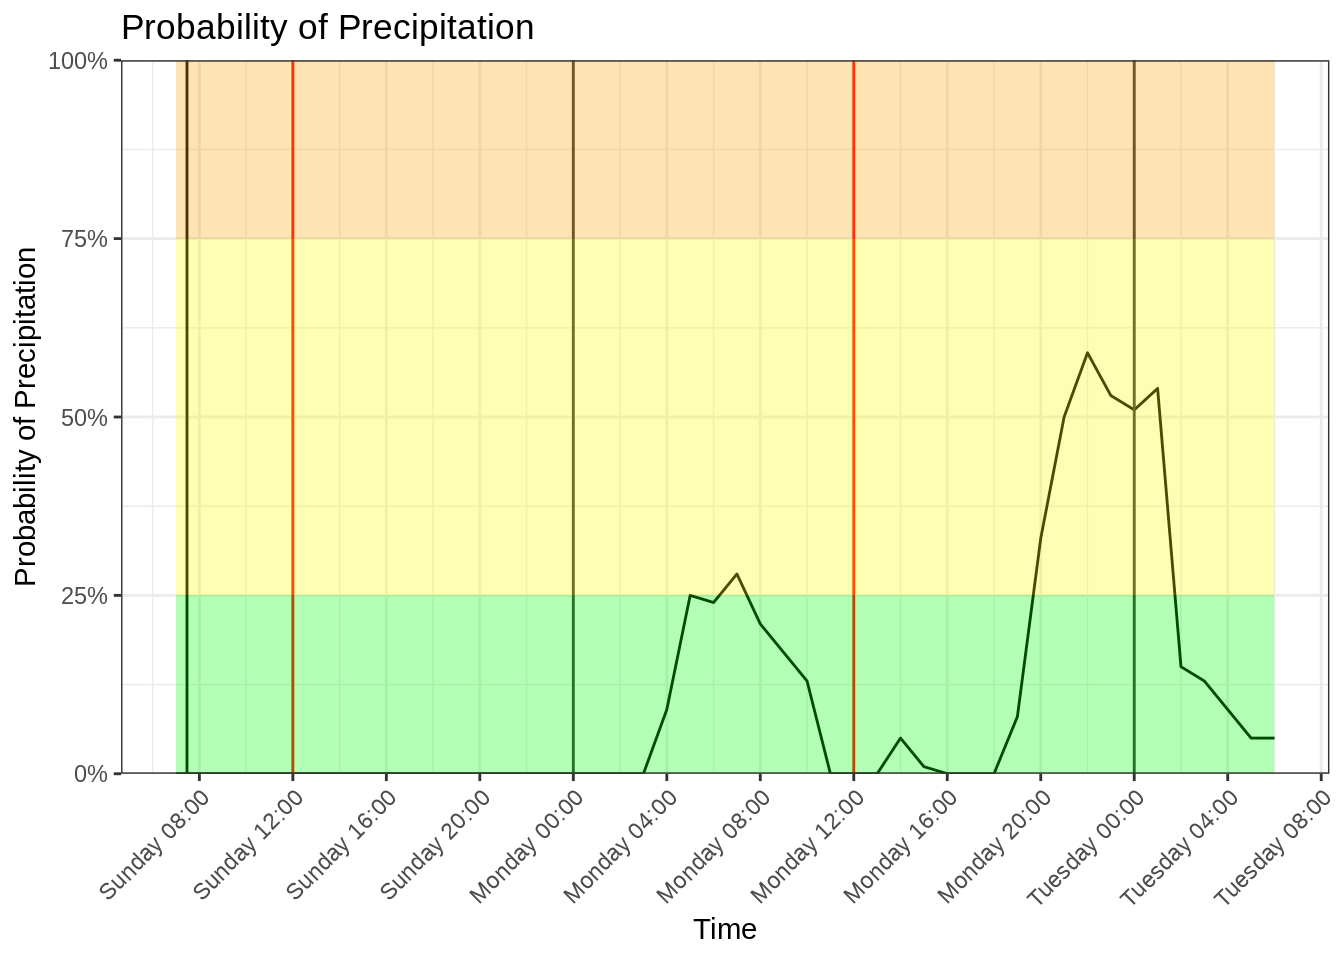 Probability of Precipitation
Probability of Precipitation
100%
75%
50%
25%
0%
Sunday 08:00
Sunday 12:00
Sunday 16:00
Sunday 20:00
Monday 00:00
Monday 04:00
Monday 08:00
Monday 12:00
Monday 16:00
Monday 20:00
Tuesday 00:00
Tuesday 04:00
Tuesday 08:00
Time